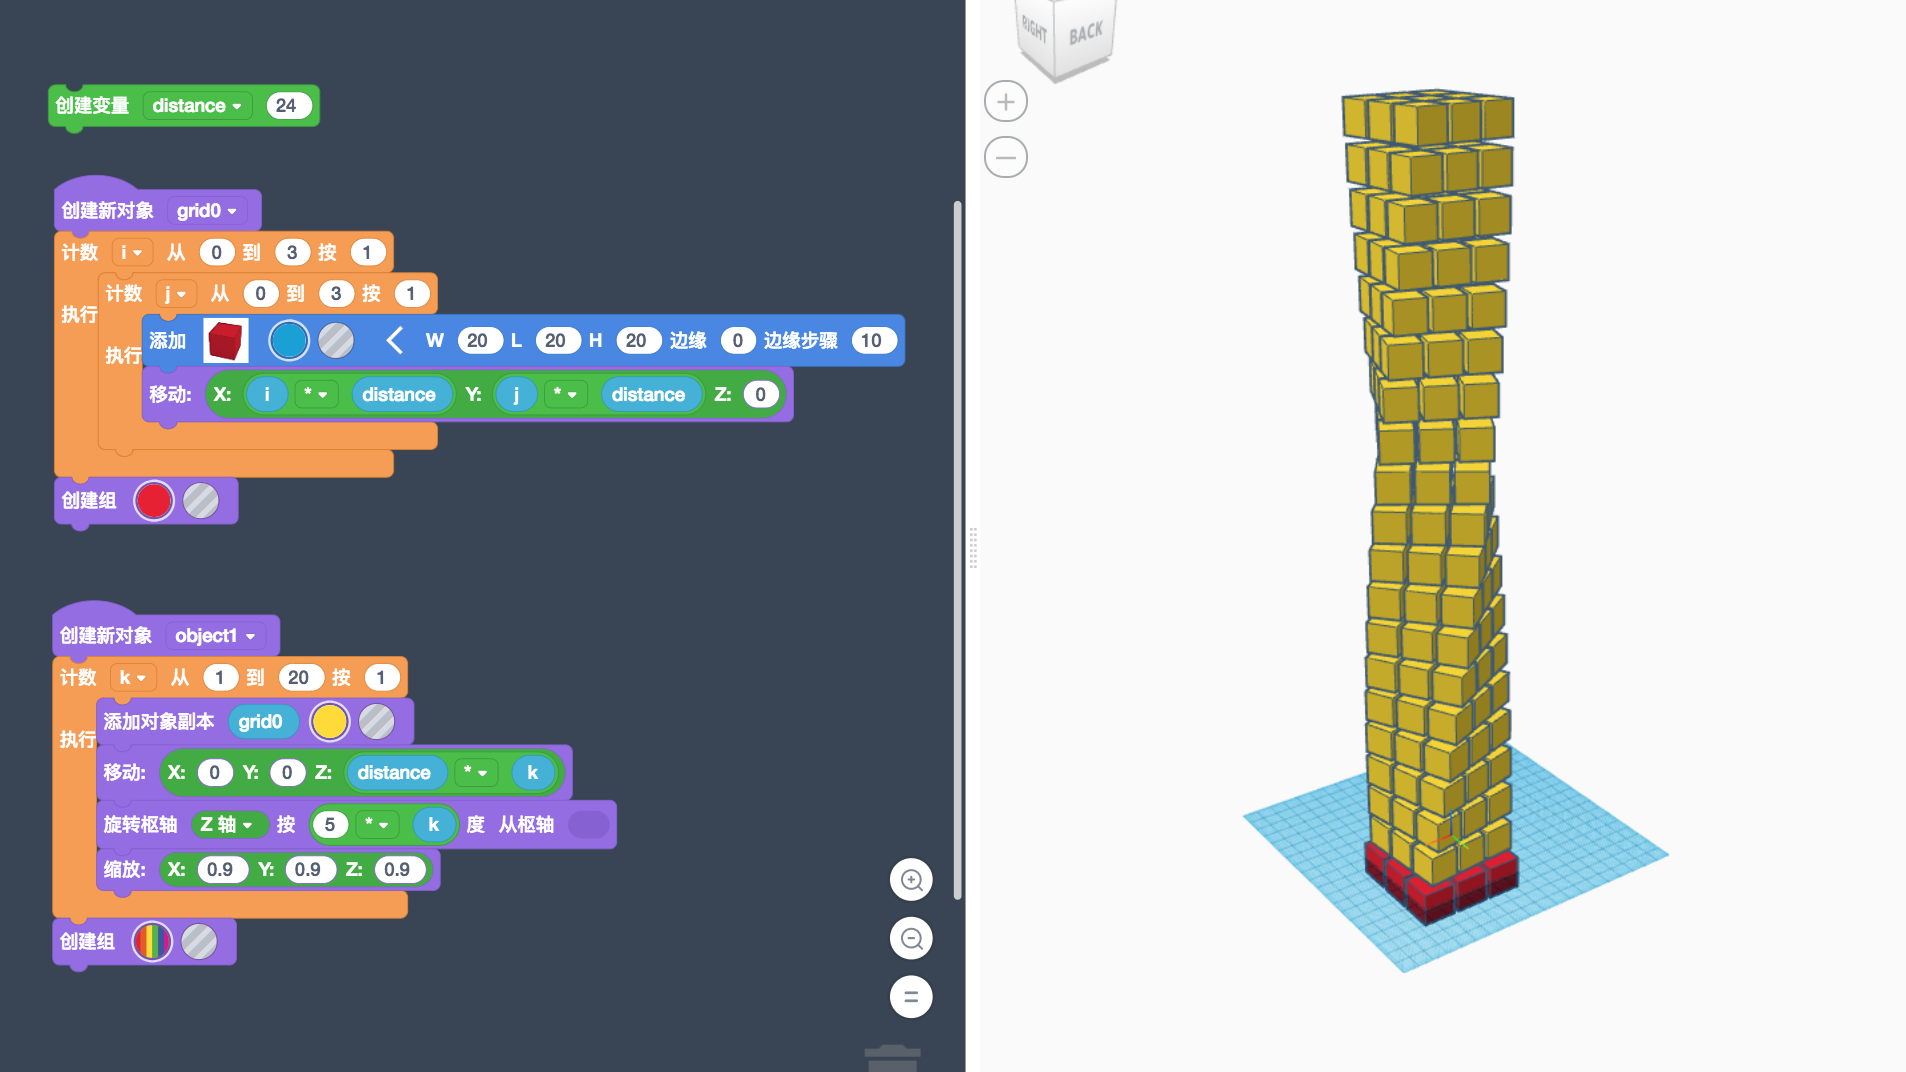 创建变量 distance 24
创建新对象 grid0
计数 i 从 0 到 3 按 1
执行
计数 j 从 0 到 3 按 1
执行
添加 W 20 L 20 H 20 边缘 0 边缘步骤 10
移动: X: i * distance Y: j * distance Z: 0
创建组
创建新对象 object1
计数 k 从 1 到 20 按 1
执行
添加对象副本 grid0
移动: X: 0 Y: 0 Z: distance * k
旋转枢轴 Z 轴 按 5 * k 度 从枢轴
缩放: X: 0.9 Y: 0.9 Z: 0.9
创建组
RIGHT BACK